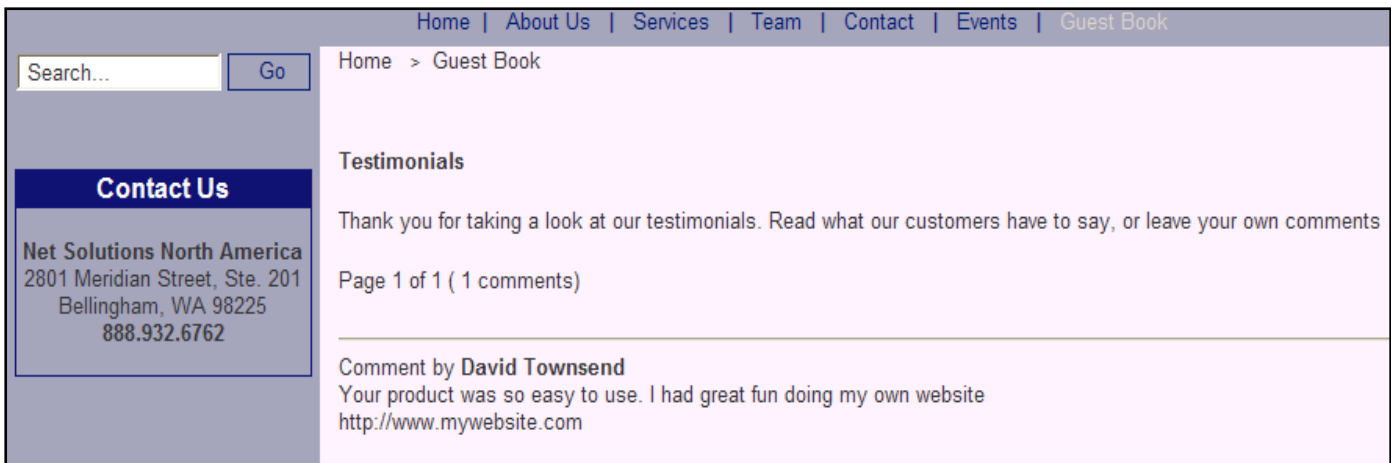 Home | About Us | Services | Team | Contact | Events | Guest Book
Search... Go
Home > Guest Book
Contact Us
Net Solutions North America
2801 Meridian Street, Ste. 201
Bellingham, WA 98225
888.932.6762
Testimonials
Thank you for taking a look at our testimonials. Read what our customers have to say, or leave your own comments
Page 1 of 1 ( 1 comments)
Comment by David Townsend
Your product was so easy to use. I had great fun doing my own website
http://www.mywebsite.com